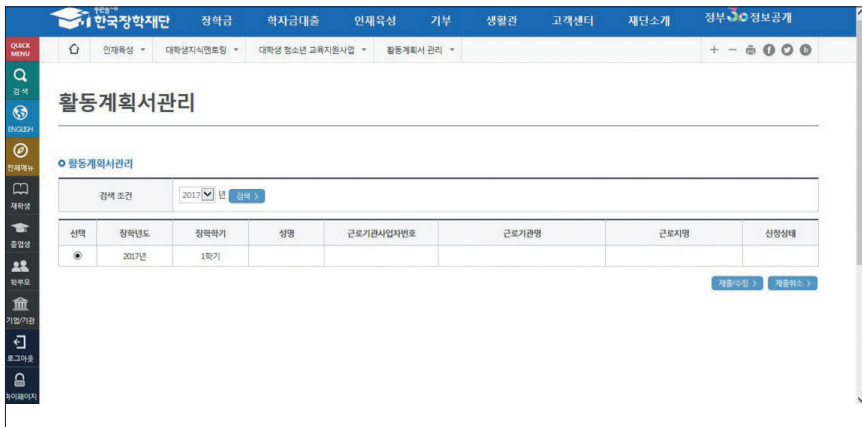 푸른등대
한국장학재단 장학금 학자금대출 인재육성 기부 생활관 고객센터 재단소개 정부3.0 정보공개
QUICK
MENU
인재육성 대학생지식멘토링 대학생 청소년 교육지원사업 활동계획서 관리
검색
ENGLISH
전체메뉴
재학생
졸업생
학부모
기업/기관
로그아웃
마이페이지
활동계획서관리
활동계획서관리
검색 조건 2017 년 검색 >
선택 장학년도 장학학기 성명 근로기관사업자번호 근로기관명 근로지명 신청상태
2017년 1학기
제출/수정 > 제출취소 >